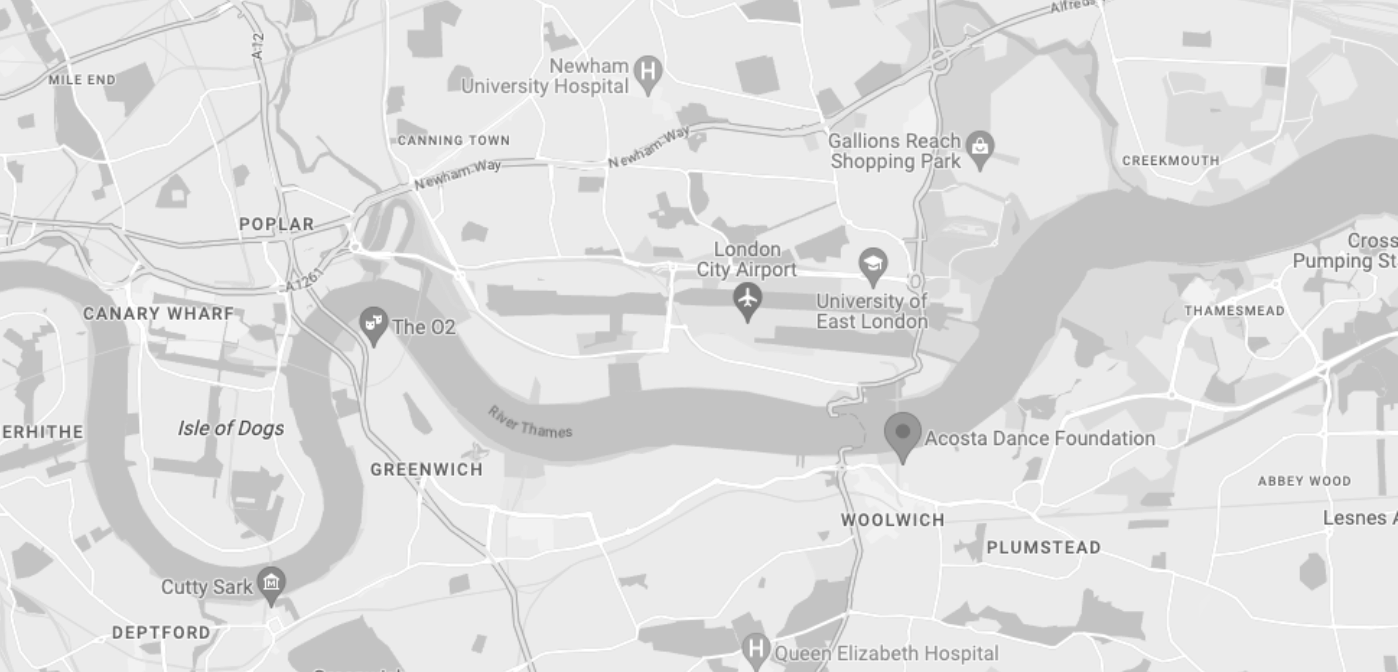 Alfreds
A12
MILE END
Newham
University Hospital
CANNING TOWN
Newham Way
Newham Way
Gallions Reach
Shopping Park
CREEKMOUTH
POPLAR
London
City Airport
Cross
Pumping St
A1261
CANARY WHARF
The O2
University of
East London
THAMESMEAD
ERHITHE
Isle of Dogs
River Thames
Acosta Dance Foundation
GREENWICH
ABBEY WOOD
WOOLWICH
Lesnes A
PLUMSTEAD
Cutty Sark
DEPTFORD
Queen Elizabeth Hospital